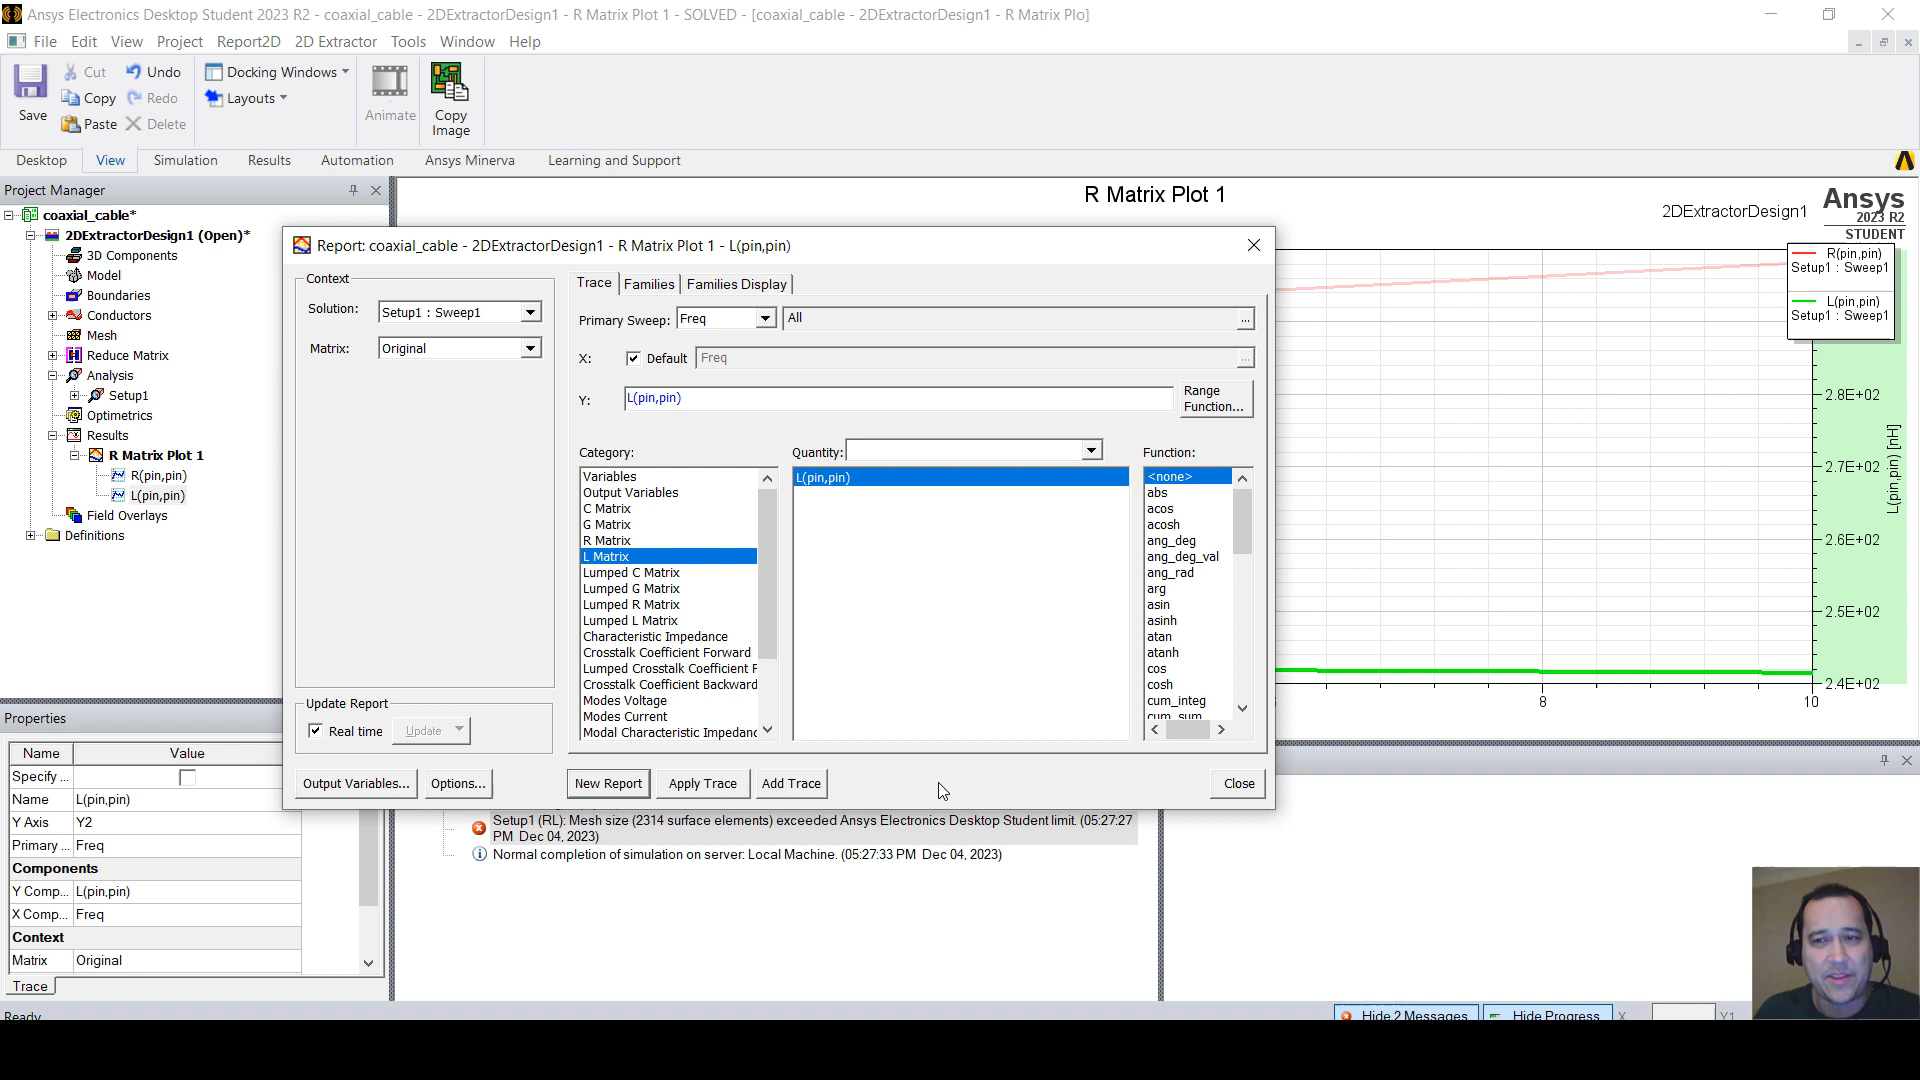 Ansys Electronics Desktop Student 2023 R2 - coaxial_cable - 2DExtractorDesign1 - R Matrix Plot 1 - SOLVED - [coaxial_cable - 2DExtractorDesign1 - R Matrix Plo]
File Edit View Project Report2D 2D Extractor Tools Window Help
Save
Cut
Copy
Paste
Undo
Redo
Delete
Docking Windows
Layouts
Animate
Copy
Image
Desktop View Simulation Results Automation Ansys Minerva Learning and Support
Project Manager
coaxial_cable*
2DExtractorDesign1 (Open)*
3D Components
Model
Boundaries
Conductors
Mesh
Reduce Matrix
Analysis
Setup1
Optimetrics
Results
R Matrix Plot 1
R(pin,pin)
L(pin,pin)
Field Overlays
Definitions
R Matrix Plot 1
2DExtractorDesign1
Ansys
2023 R2
STUDENT
R(pin,pin)
Setup1 : Sweep1
L(pin,pin)
Setup1 : Sweep1
2.8E+02
2.7E+02
2.6E+02
2.5E+02
2.4E+02
L(pin,pin) [nH]
8
10
Report: coaxial_cable - 2DExtractorDesign1 - R Matrix Plot 1 - L(pin,pin)
Context
Solution: Setup1 : Sweep1
Matrix: Original
Update Report
Real time Update
Output Variables... Options...
Trace Families Families Display
Primary Sweep: Freq All ...
X: Default Freq ...
Y: L(pin,pin)
Range
Function...
Category:
Variables
Output Variables
C Matrix
G Matrix
R Matrix
L Matrix
Lumped C Matrix
Lumped G Matrix
Lumped R Matrix
Lumped L Matrix
Characteristic Impedance
Crosstalk Coefficient Forward
Lumped Crosstalk Coefficient F
Crosstalk Coefficient Backward
Modes Voltage
Modes Current
Modal Characteristic Impedanc
Quantity:
L(pin,pin)
Function:
<none>
abs
acos
acosh
ang_deg
ang_deg_val
ang_rad
arg
asin
asinh
atan
atanh
cos
cosh
cum_integ
cum_sum
New Report Apply Trace Add Trace Close
Properties
Name Value
Specify ...
Name L(pin,pin)
Y Axis Y2
Primary ... Freq
Components
Y Comp... L(pin,pin)
X Comp... Freq
Context
Matrix Original
Trace
Setup1 (RL): Mesh size (2314 surface elements) exceeded Ansys Electronics Desktop Student limit. (05:27:27
PM Dec 04, 2023)
Normal completion of simulation on server: Local Machine. (05:27:33 PM Dec 04, 2023)
Ready
Hide 2 Messages Hide Progress X Y1